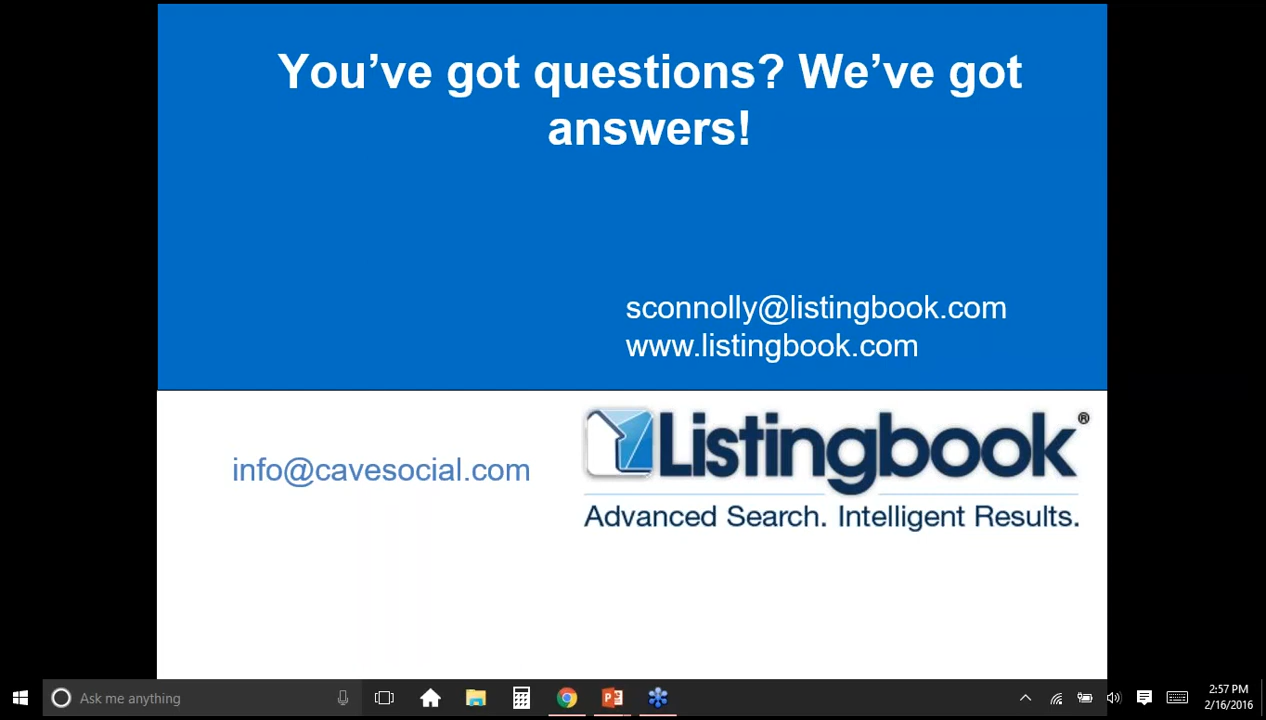 You’ve got questions? We’ve got
answers!
sconnolly@listingbook.com
www.listingbook.com
info@cavesocial.com
Listingbook®
Advanced Search. Intelligent Results.
Ask me anything
2:57 PM
2/16/2016